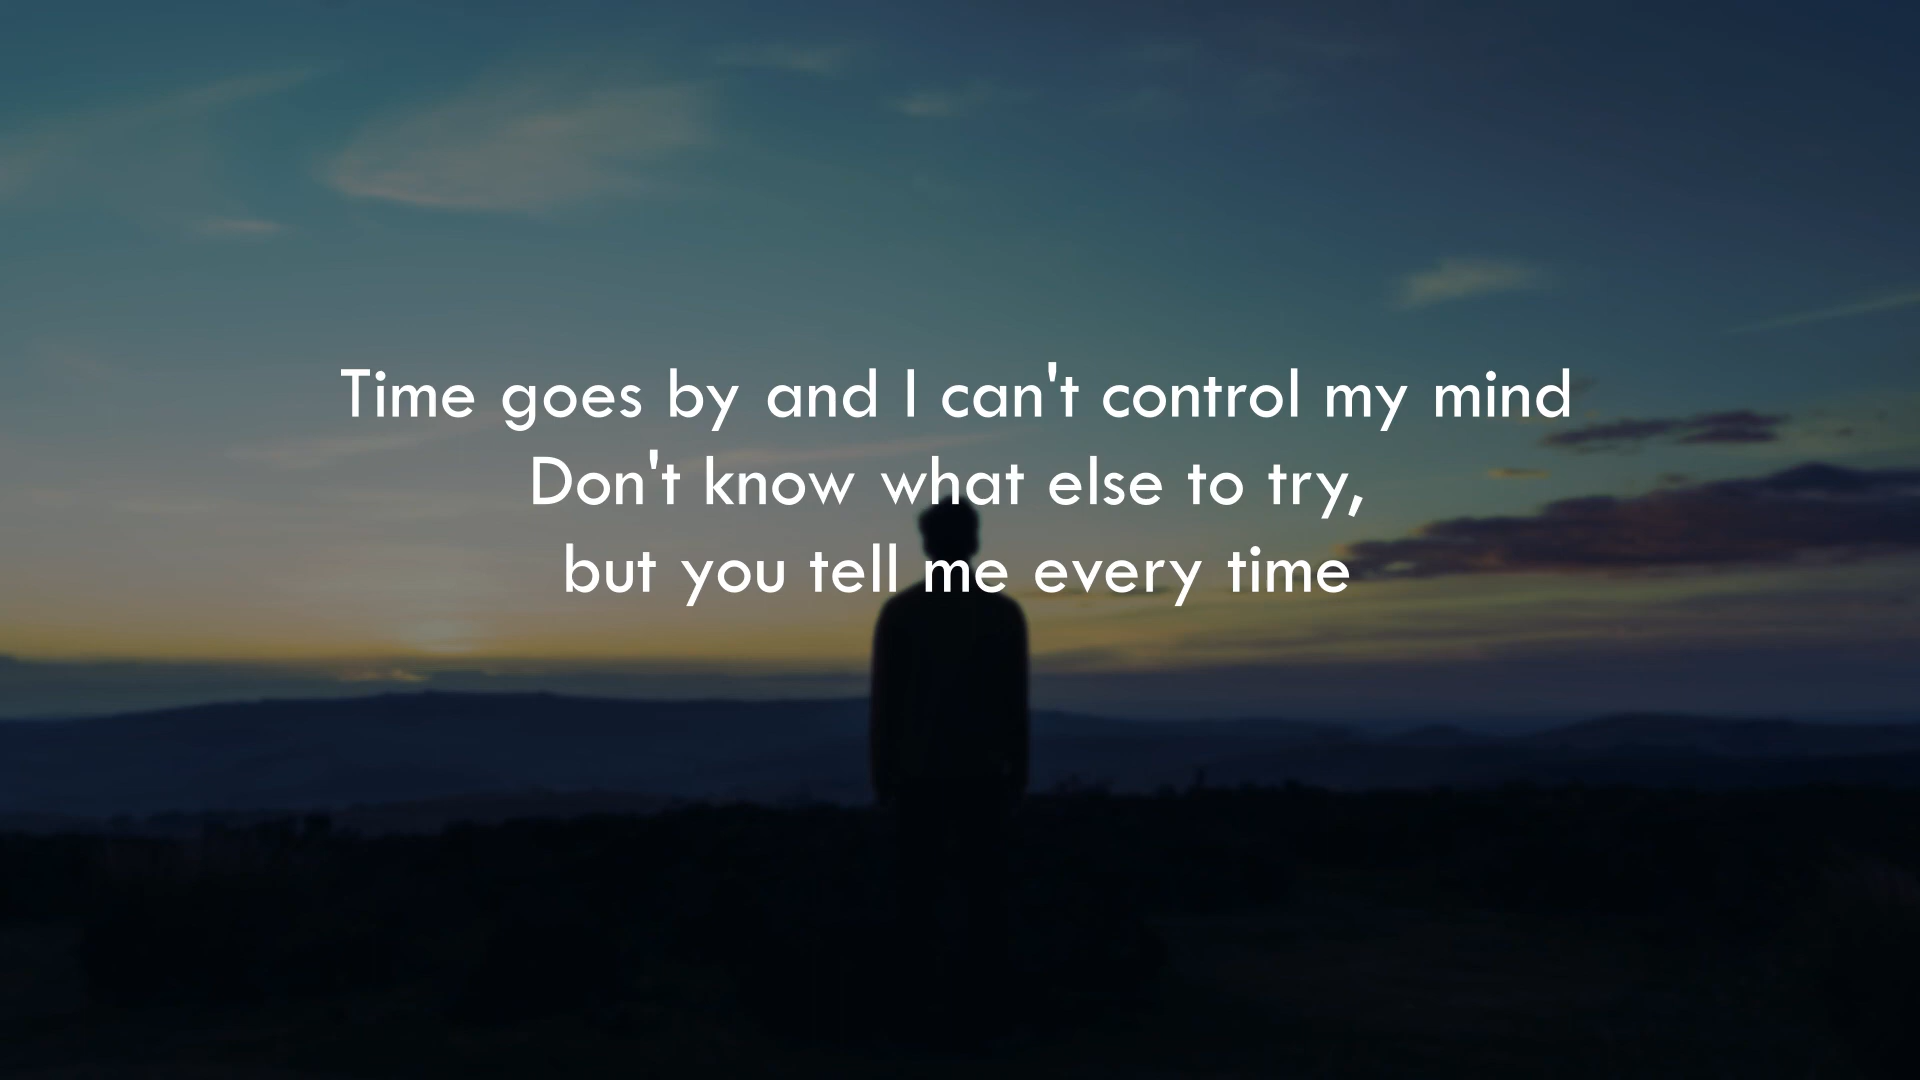 Time goes by and I can't control my mind
Don't know what else to try,
but you tell me every time